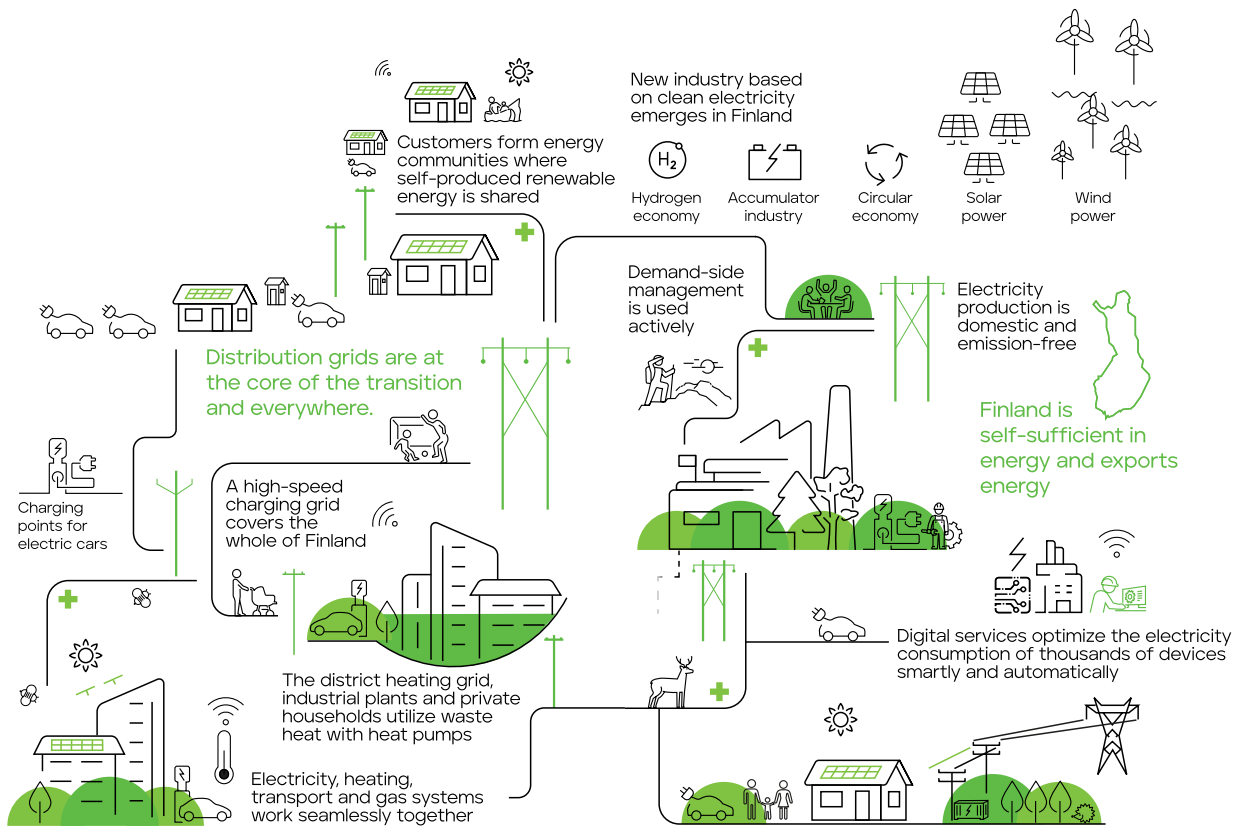 New industry based
on clean electricity
emerges in Finland
Customers form energy
communities where
self-produced renewable
energy is shared
H₂
Hydrogen
economy
Accumulator
industry
Circular
economy
Solar
power
Wind
power
Demand-side
management
is used
actively
Electricity
production is
domestic and
emission-free
Distribution grids are at
the core of the transition
and everywhere.
Finland is
self-sufficient in
energy and exports
energy
Charging
points for
electric cars
A high-speed
charging grid
covers the
whole of Finland
Digital services optimize the electricity
consumption of thousands of devices
smartly and automatically
The district heating grid,
industrial plants and private
households utilize waste
heat with heat pumps
Electricity, heating,
transport and gas systems
work seamlessly together